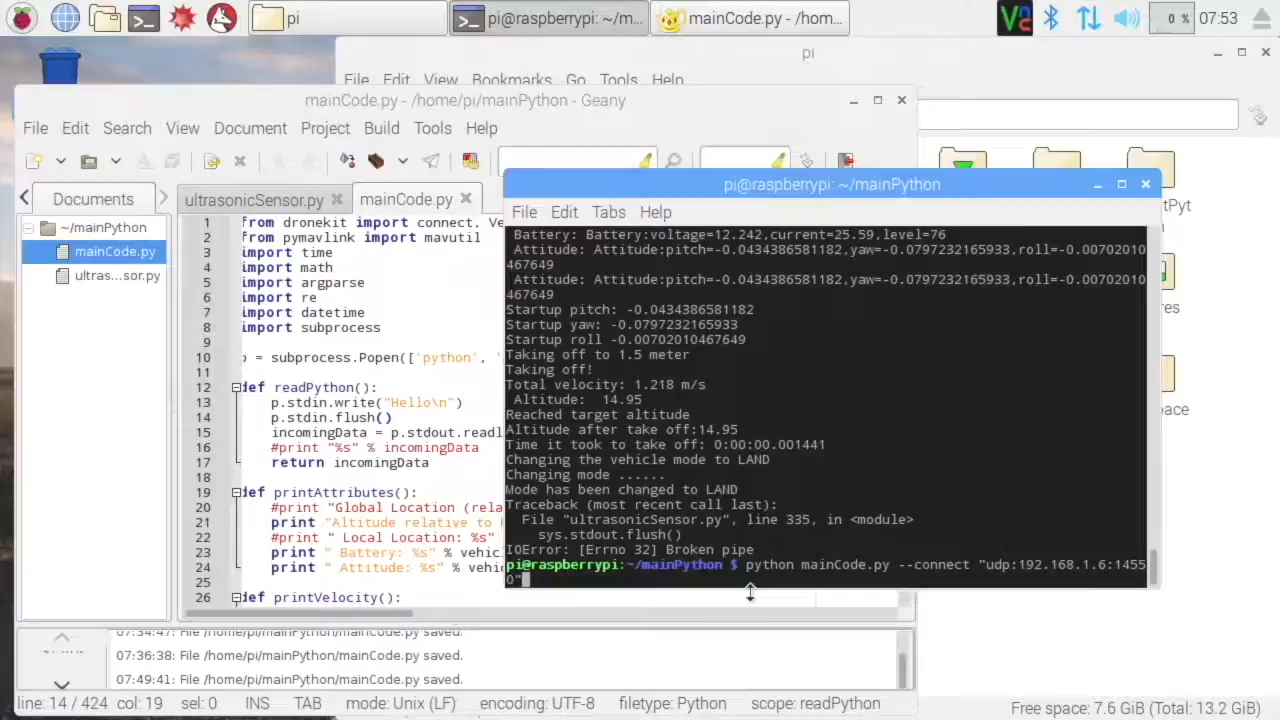 pi
pi@raspberrypi: ~/m...
mainCode.py - /hom...
0 %
07:53
pi
File Edit View Bookmarks Go Tools Help
mainCode.py - /home/pi/mainPython - Geany
File Edit Search View Document Project Build Tools Help
Documents
ultrasonicSensor.py
mainCode.py
~/mainPython
mainCode.py
ultras...sor.py
1 from dronekit import connect, Ve
2 from pymavlink import mavutil
3 import time
4 import math
5 import argparse
6 import re
7 import datetime
8 import subprocess
9
10 p = subprocess.Popen(['python', '
11
12 def readPython():
13 p.stdin.write("Hello\n")
14 p.stdin.flush()
15 incomingData = p.stdout.readl
16 #print "%s" % incomingData
17 return incomingData
18
19 def printAttributes():
20 #print "Global Location (rela
21 print "Altitude relative to
22 #print " Local Location: %s"
23 print " Battery: %s" % vehic
24 print " Attitude: %s" % vehic
25
26 def printVelocity():
pi@raspberrypi: ~/mainPython
File Edit Tabs Help
Battery: Battery:voltage=12.242,current=25.59,level=76
Attitude: Attitude:pitch=-0.0434386581182,yaw=-0.0797232165933,roll=-0.00702010
467649
Attitude: Attitude:pitch=-0.0434386581182,yaw=-0.0797232165933,roll=-0.00702010
467649
Startup pitch: -0.0434386581182
Startup yaw: -0.0797232165933
Startup roll -0.00702010467649
Taking off to 1.5 meter
Taking off!
Total velocity: 1.218 m/s
Altitude: 14.95
Reached target altitude
Altitude after take off:14.95
Time it took to take off: 0:00:00.001441
Changing the vehicle mode to LAND
Changing mode ......
Mode has been changed to LAND
Traceback (most recent call last):
File "ultrasonicSensor.py", line 335, in <module>
sys.stdout.flush()
IOError: [Errno 32] Broken pipe
pi@raspberrypi:~/mainPython $ python mainCode.py --connect "udp:192.168.1.6:1455
0"
07:34:47: File /home/pi/mainPython/mainCode.py saved.
07:36:38: File /home/pi/mainPython/mainCode.py saved.
07:49:41: File /home/pi/mainPython/mainCode.py saved.
line: 14 / 424 col: 19 sel: 0 INS TAB mode: Unix (LF) encoding: UTF-8 filetype: Python scope: readPython
tPyt
res
pace
Free space: 7.6 GiB (Total: 13.2 GiB)